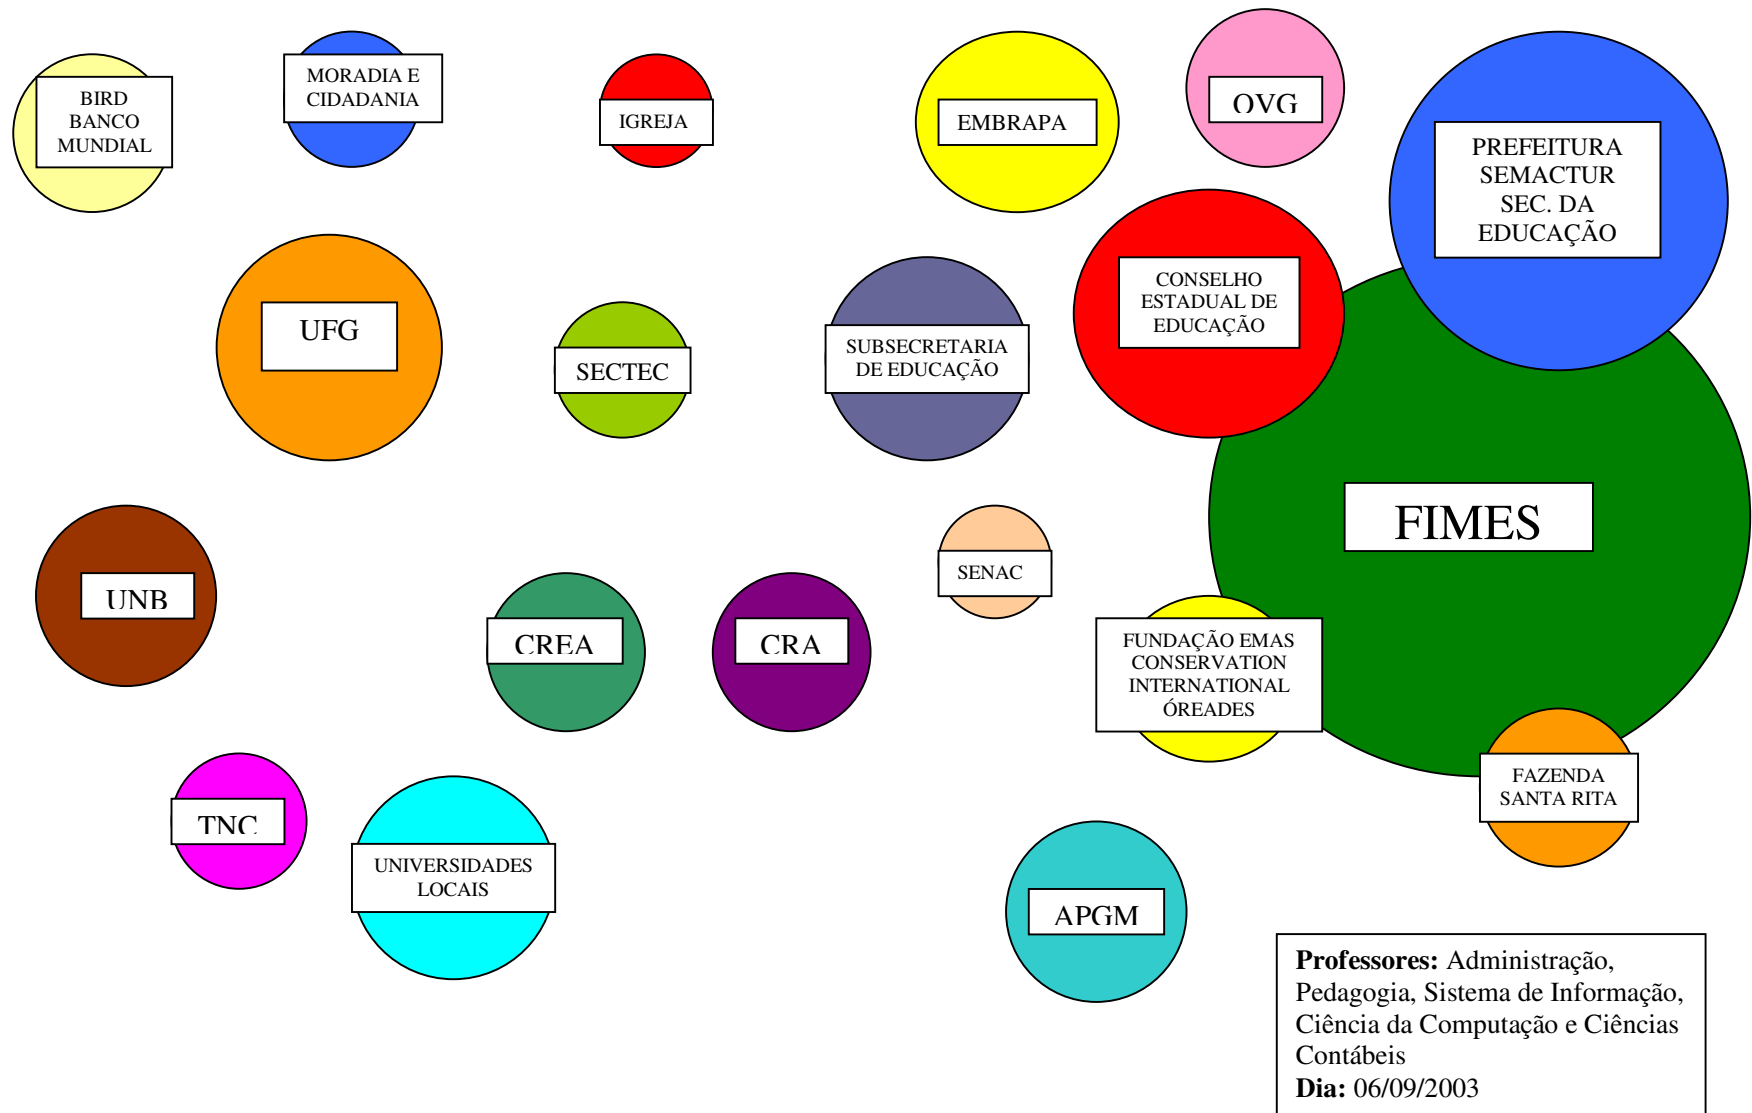 BIRD
BANCO
MUNDIAL
MORADIA E
CIDADANIA
IGREJA
EMBRAPA
OVG
PREFEITURA
SEMACTUR
SEC. DA
EDUCAÇÃO
UFG
SECTEC
SUBSECRETARIA
DE EDUCAÇÃO
CONSELHO
ESTADUAL DE
EDUCAÇÃO
FIMES
UNB
CREA
CRA
SENAC
FUNDAÇÃO EMAS
CONSERVATION
INTERNATIONAL
ÓREADES
FAZENDA
SANTA RITA
TNC
UNIVERSIDADES
LOCAIS
APGM
Professores: Administração,
Pedagogia, Sistema de Informação,
Ciência da Computação e Ciências
Contábeis
Dia: 06/09/2003